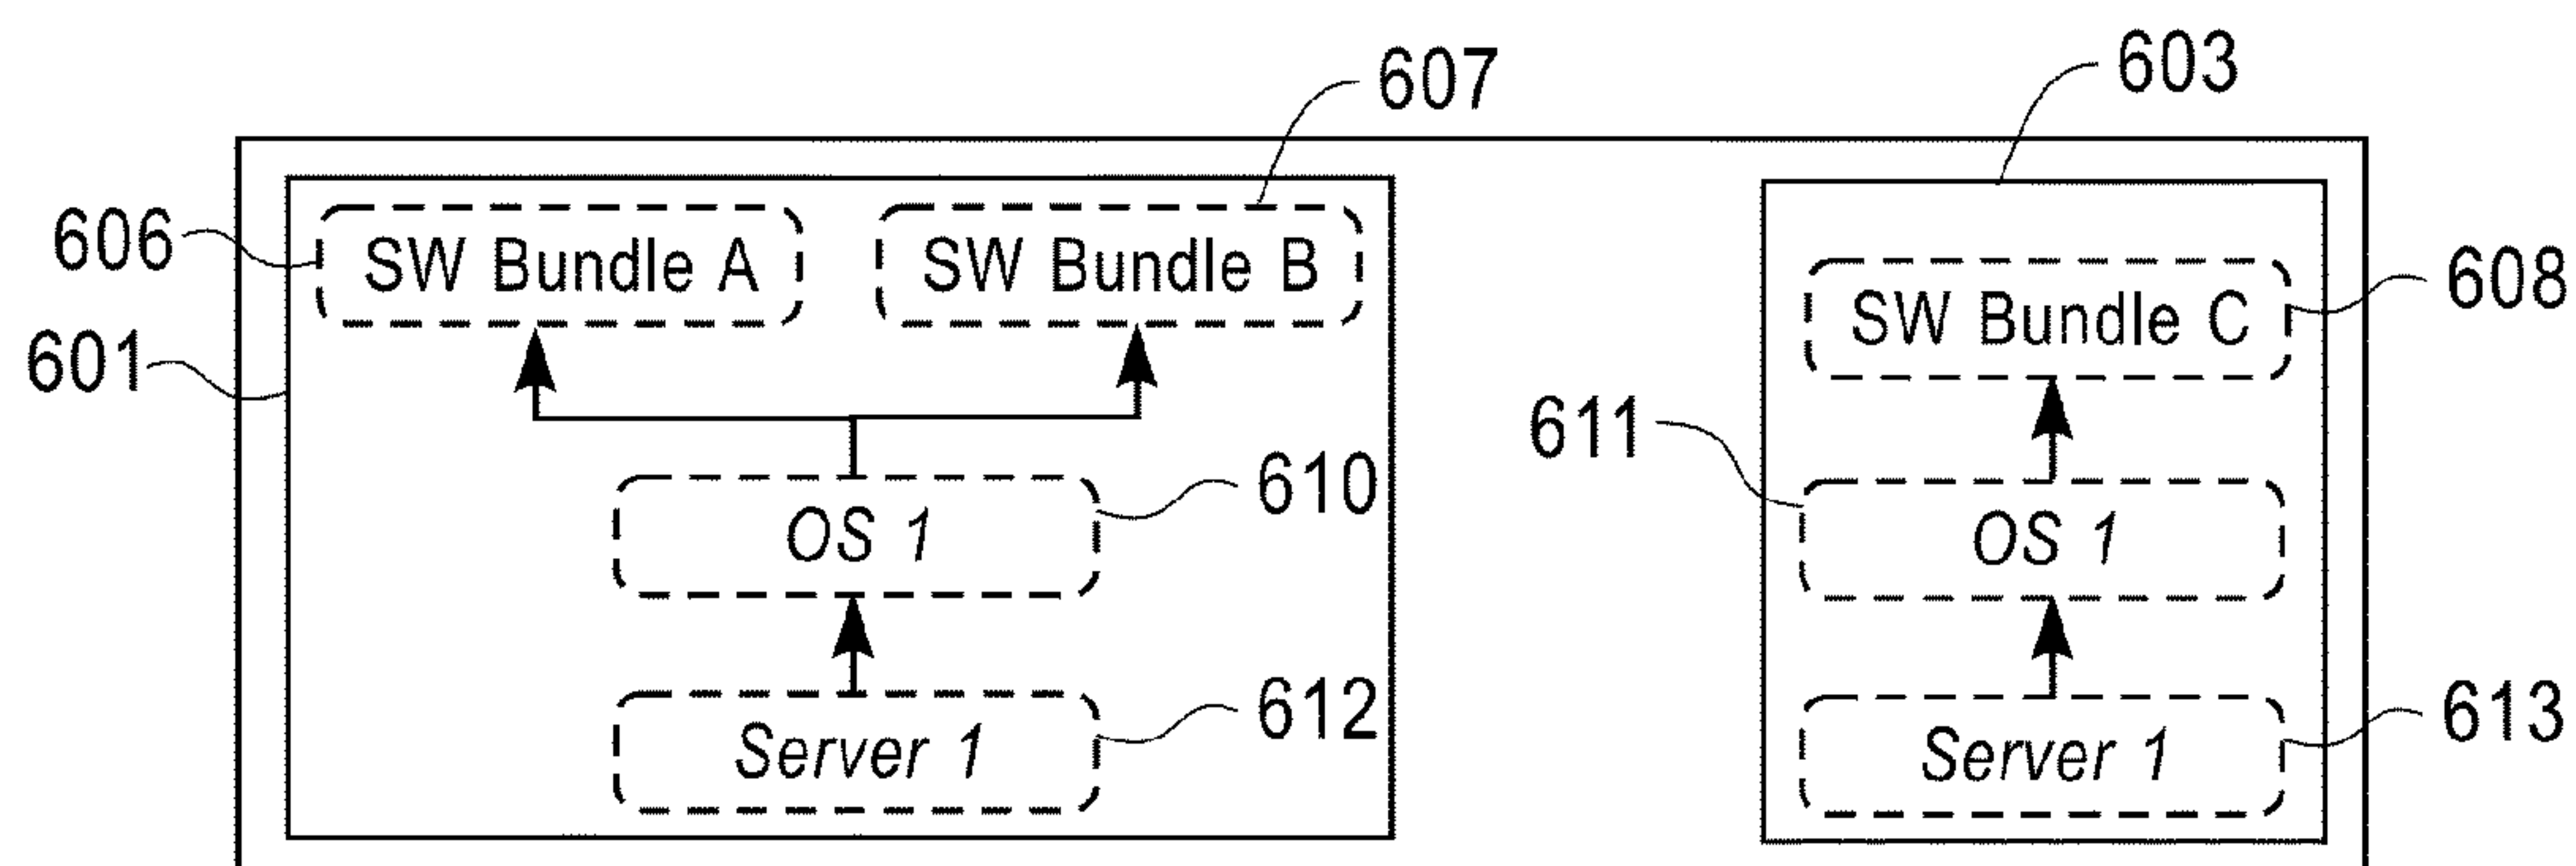 603
607
606
SW Bundle A
SW Bundle B
608
SW Bundle C
601
611
610
OS 1
OS 1
612
613
Server 1
Server 1